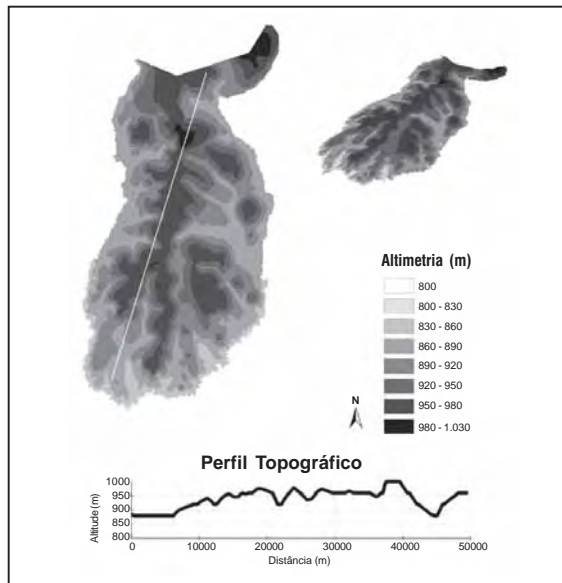 Altimetria (m)
800
800 - 830
830 - 860
860 - 890
890 - 920
920 - 950
950 - 980
980 - 1.030
N
Perfil Topográfico
Altitude (m)
1000
950
900
850
800
0
10000
20000
30000
40000
50000
Distância (m)